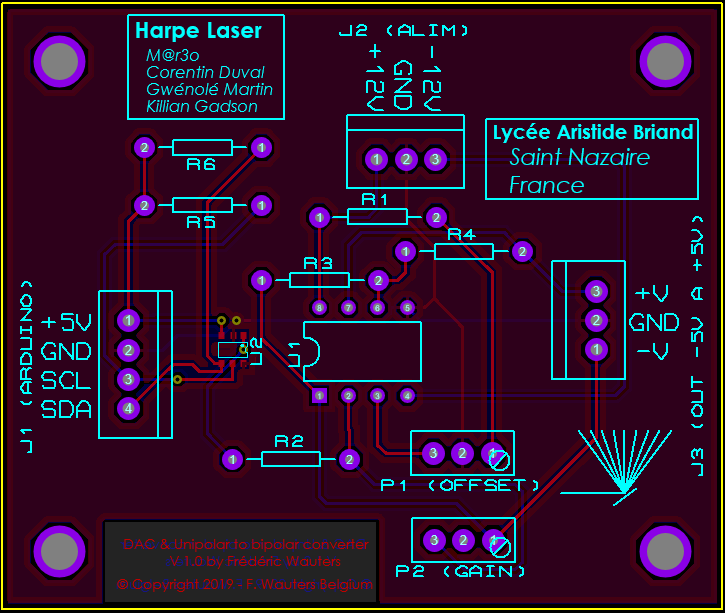 Harpe Laser
M@r3o
Corentin Duval
Gwénolé Martin
Killian Gadson
J2 (ALIM)
+12V
GND
-12V
1 2 3
Lycée Aristide Briand
Saint Nazaire
France
2 R6 1
2 R5 1
1 R1 2
1 R4 2
1 R3 2
8 7 6 5
U1
1 2 3 4
U2
J1 (ARDUINO)
+5V 1
GND 2
SCL 3
SDA 4
3 +V
2 GND
1 -V
J3 (OUT -5V A +5V)
1 R2 2
3 2 1
P1 (OFFSET)
3 2 1
P2 (GAIN)
DAC & Unipolar to bipolar converter
V 1.0 by Frédéric Wauters
@ Copyright 2019 - F. Wauters Belgium